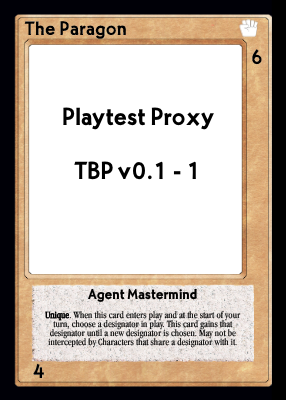 The Paragon
6
Playtest Proxy
TBP v0.1 - 1
Agent Mastermind
Unique. When this card enters play and at the start of your
turn, choose a designator in play. This card gains that
designator until a new designator is chosen. May not be
intercepted by Characters that share a designator with it.
4